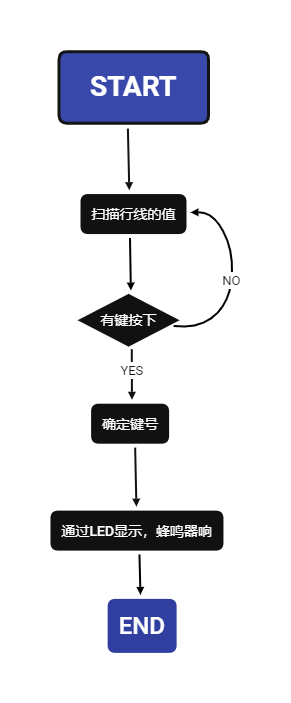 START
扫描行线的值
有键按下
NO
YES
确定键号
通过LED显示，蜂鸣器响
END